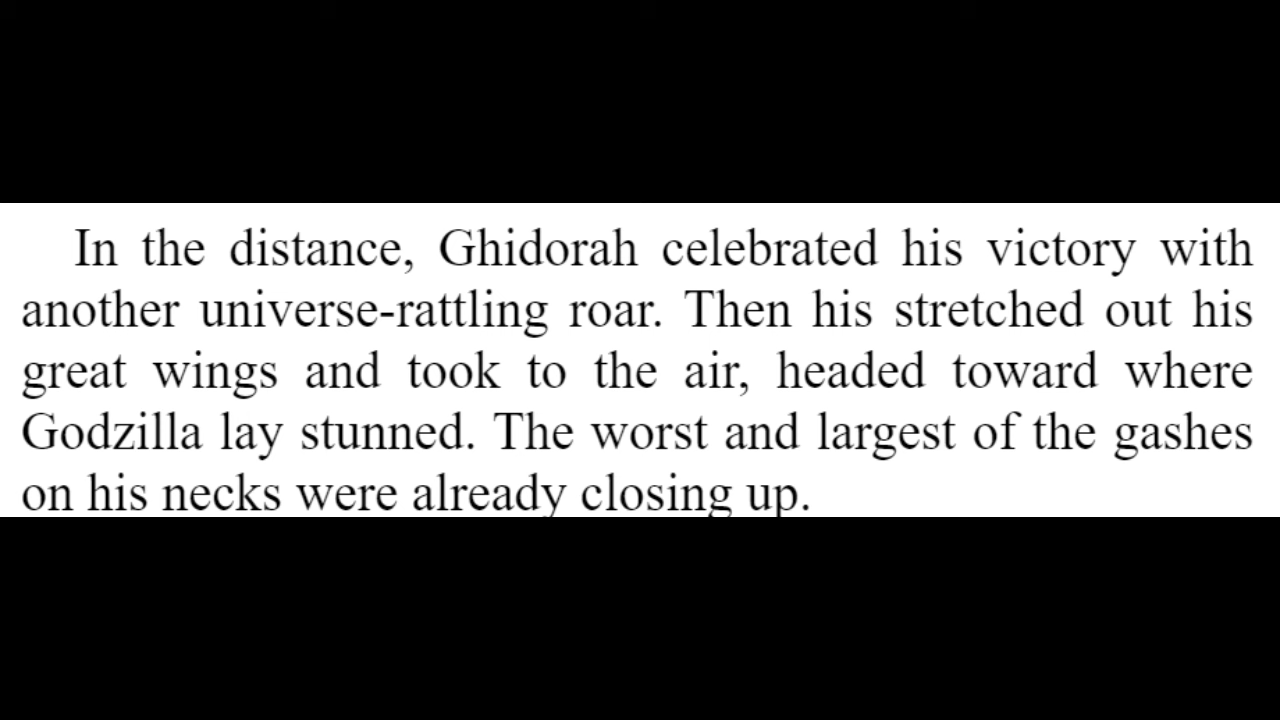 In the distance, Ghidorah celebrated his victory with
another universe-rattling roar. Then his stretched out his
great wings and took to the air, headed toward where
Godzilla lay stunned. The worst and largest of the gashes
on his necks were already closing up.